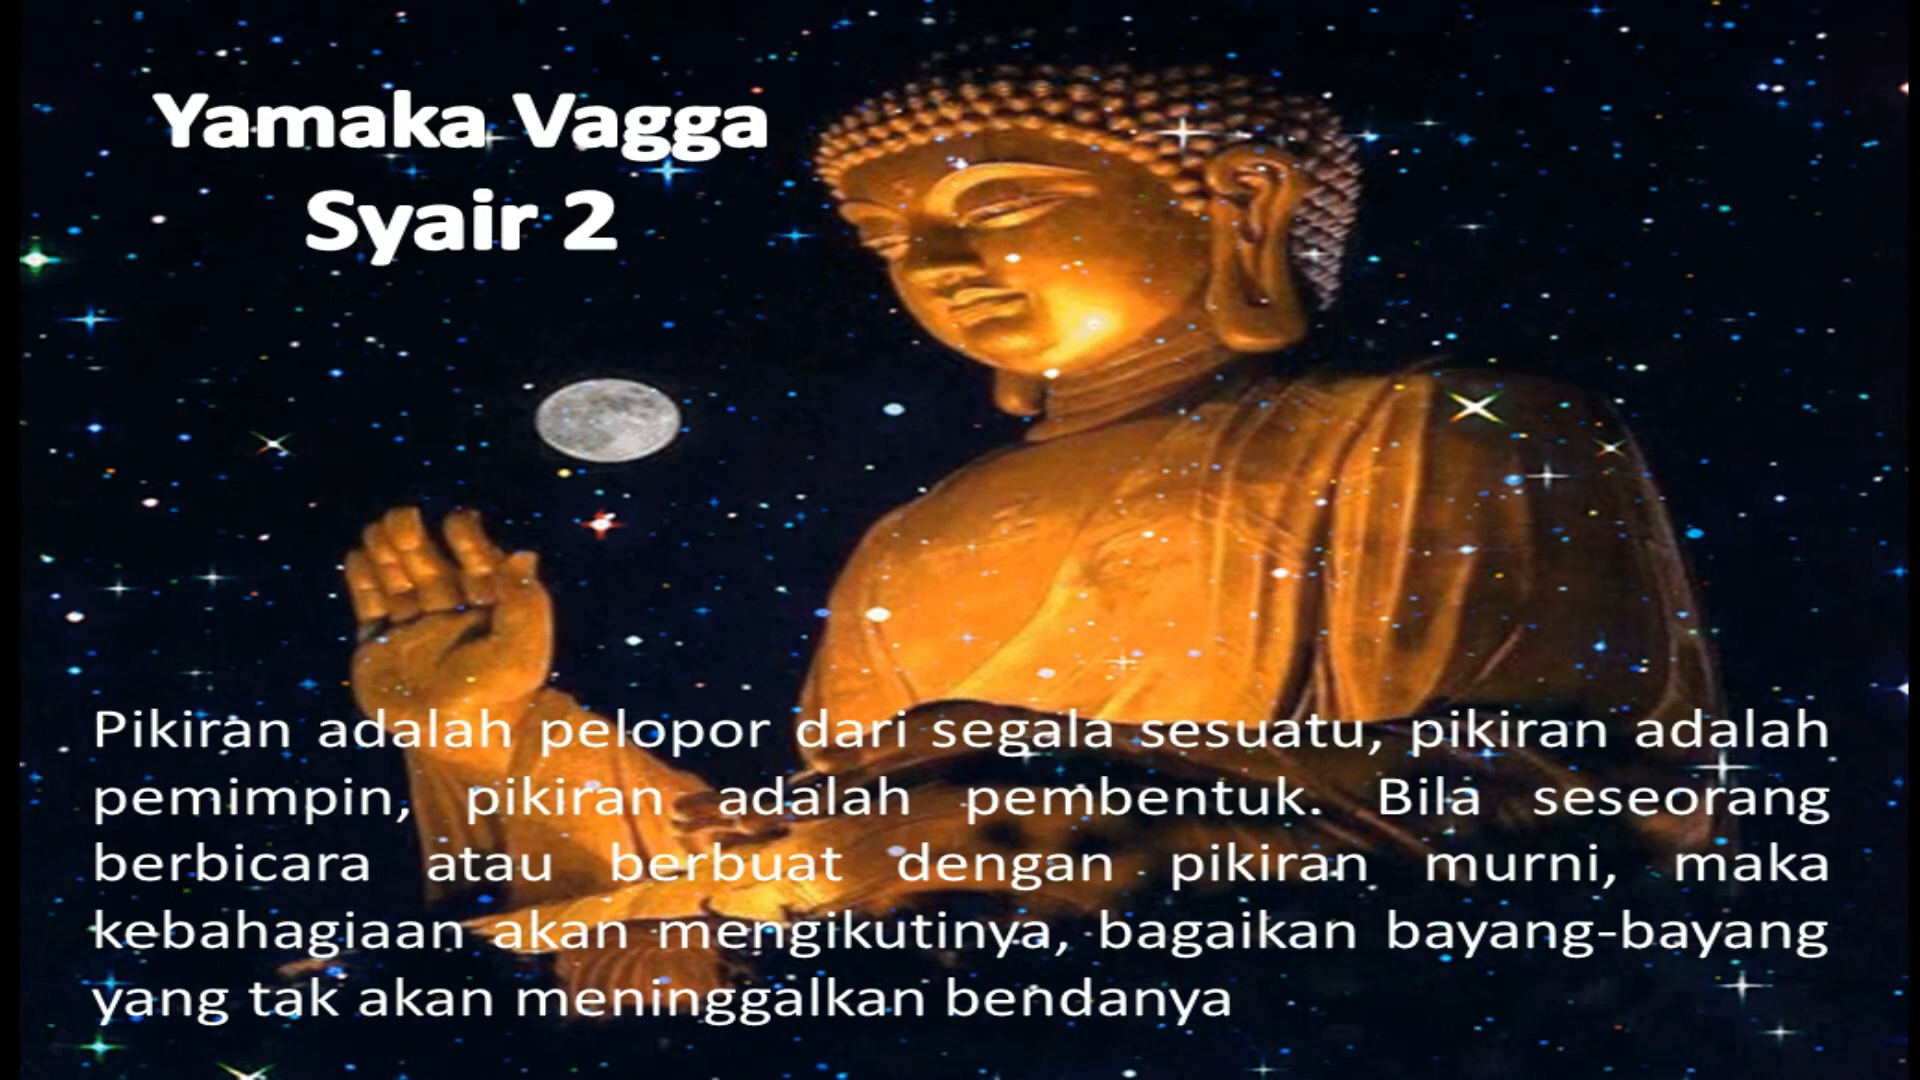 Yamaka Vagga
Syair 2
Pikiran adalah pelopor dari segala sesuatu, pikiran adalah
pemimpin, pikiran adalah pembentuk. Bila seseorang
berbicara atau berbuat dengan pikiran murni, maka
kebahagiaan akan mengikutinya, bagaikan bayang-bayang
yang tak akan meninggalkan bendanya